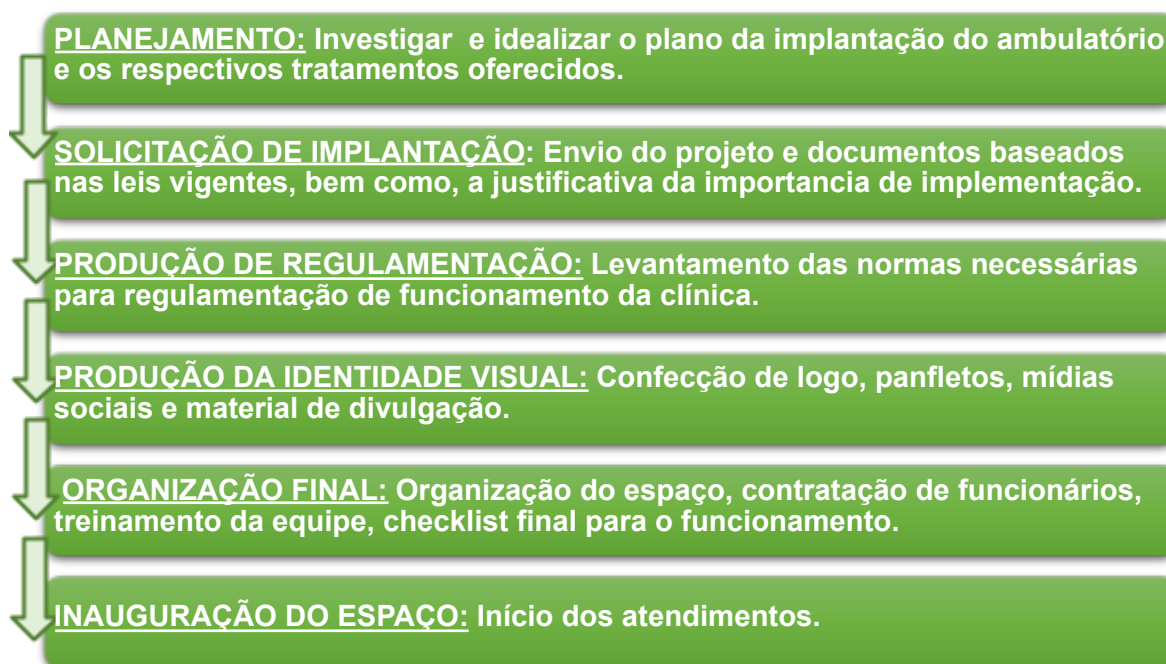 PLANEJAMENTO: Investigar e idealizar o plano da implantação do ambulatório
e os respectivos tratamentos oferecidos.
SOLICITAÇÃO DE IMPLANTAÇÃO: Envio do projeto e documentos baseados
nas leis vigentes, bem como, a justificativa da importancia de implementação.
PRODUÇÃO DE REGULAMENTAÇÃO: Levantamento das normas necessárias
para regulamentação de funcionamento da clínica.
PRODUÇÃO DA IDENTIDADE VISUAL: Confecção de logo, panfletos, mídias
sociais e material de divulgação.
ORGANIZAÇÃO FINAL: Organização do espaço, contratação de funcionários,
treinamento da equipe, checklist final para o funcionamento.
INAUGURAÇÃO DO ESPAÇO: Início dos atendimentos.